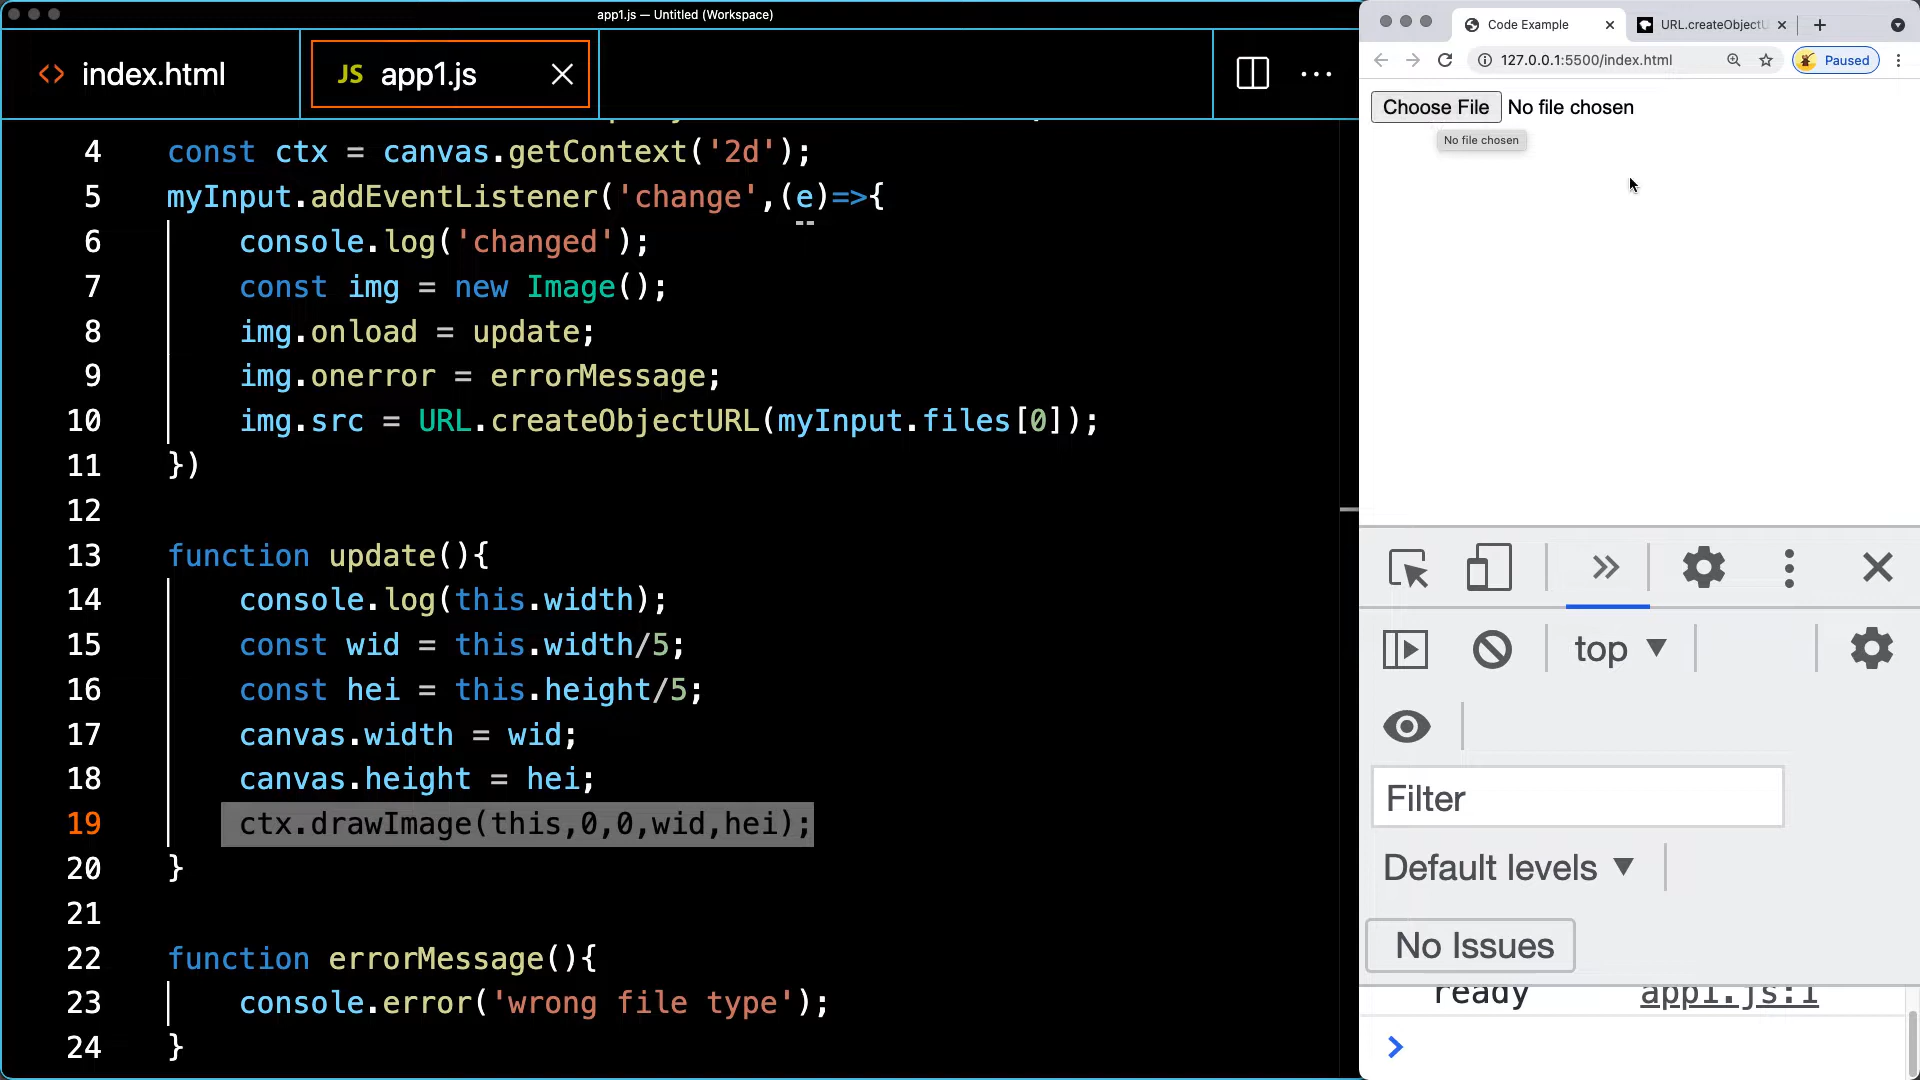 app1.js — Untitled (Workspace)
index.html
JS app1.js
4 const ctx = canvas.getContext('2d');
5 myInput.addEventListener('change',(e)=>{
6 console.log('changed');
7 const img = new Image();
8 img.onload = update;
9 img.onerror = errorMessage;
10 img.src = URL.createObjectURL(myInput.files[0]);
11 })
12
13 function update(){
14 console.log(this.width);
15 const wid = this.width/5;
16 const hei = this.height/5;
17 canvas.width = wid;
18 canvas.height = hei;
19 ctx.drawImage(this,0,0,wid,hei);
20 }
21
22 function errorMessage(){
23 console.error('wrong file type');
24 }
Code Example
URL.createObjectU
127.0.0.1:5500/index.html
Paused
Choose File No file chosen
No file chosen
top
Filter
Default levels
No Issues
ready app1.js:1